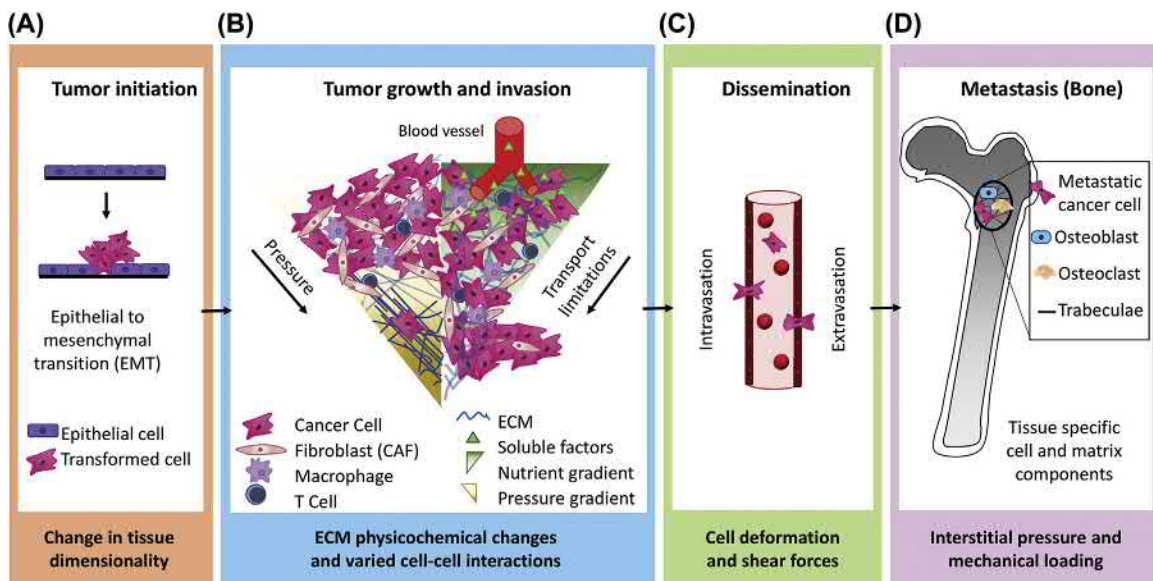 (A)
Tumor initiation
Epithelial to
mesenchymal
transition (EMT)
Epithelial cell
Transformed cell
Change in tissue
dimensionality
(B)
Tumor growth and invasion
Blood vessel
Pressure
Transport
limitations
Cancer Cell
Fibroblast (CAF)
Macrophage
T Cell
ECM
Soluble factors
Nutrient gradient
Pressure gradient
ECM physicochemical changes
and varied cell-cell interactions
(C)
Dissemination
Intravasation
Extravasation
Cell deformation
and shear forces
(D)
Metastasis (Bone)
Metastatic
cancer cell
Osteoblast
Osteoclast
Trabeculae
Tissue specific
cell and matrix
components
Interstitial pressure and
mechanical loading